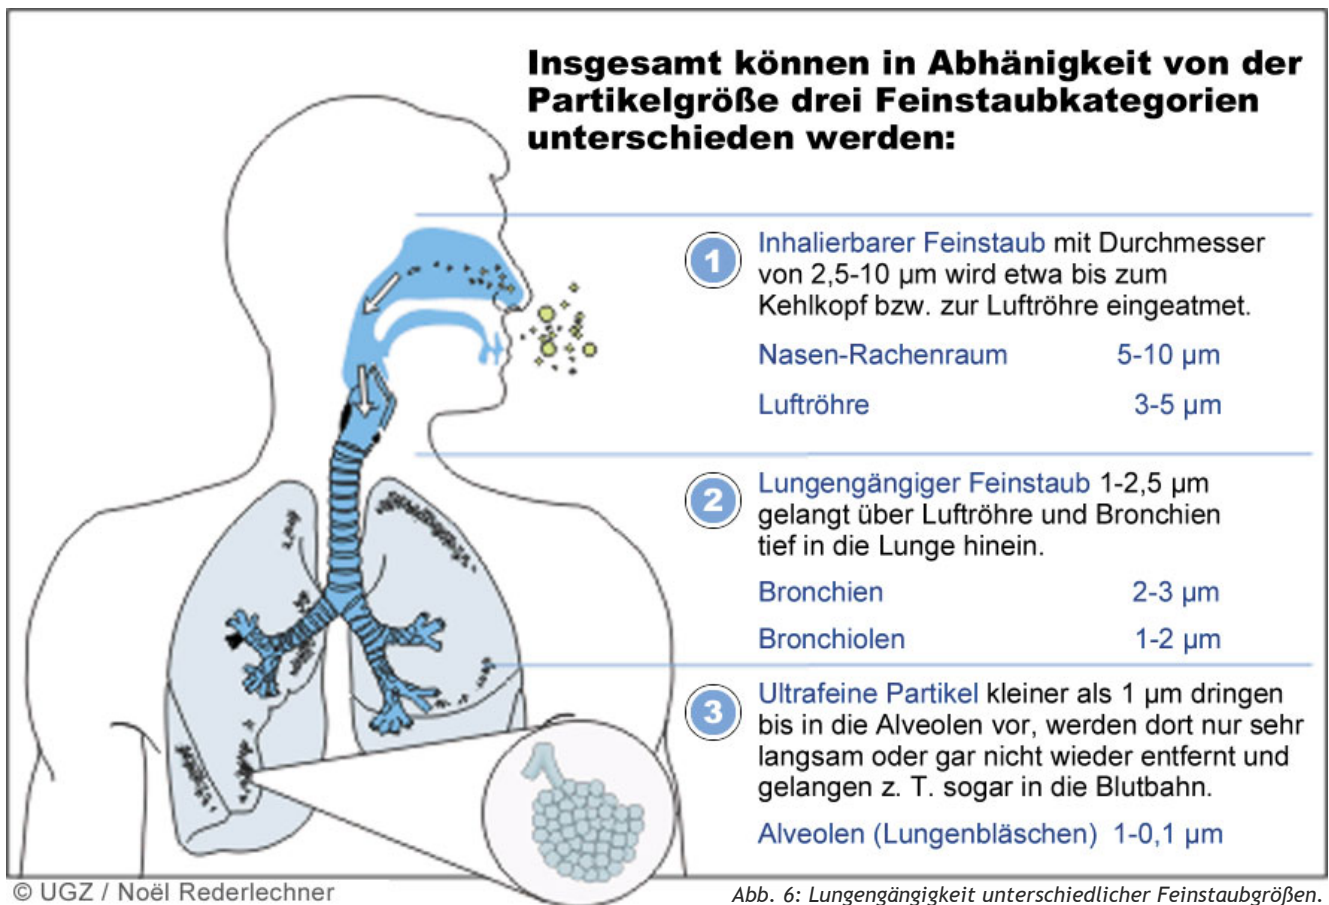 Insgesamt können in Abhänigkeit von der
Partikelgröße drei Feinstaubkategorien
unterschieden werden:
1
Inhalierbarer Feinstaub mit Durchmesser
von 2,5-10 µm wird etwa bis zum
Kehlkopf bzw. zur Luftröhre eingeatmet.
Nasen-Rachenraum 5-10 µm
Luftröhre 3-5 µm
2
Lungengängiger Feinstaub 1-2,5 µm
gelangt über Luftröhre und Bronchien
tief in die Lunge hinein.
Bronchien 2-3 µm
Bronchiolen 1-2 µm
3
Ultrafeine Partikel kleiner als 1 µm dringen
bis in die Alveolen vor, werden dort nur sehr
langsam oder gar nicht wieder entfernt und
gelangen z. T. sogar in die Blutbahn.
Alveolen (Lungenbläschen) 1-0,1 µm
© UGZ / Noël Rederlechner
Abb. 6: Lungengängigkeit unterschiedlicher Feinstaubgrößen.